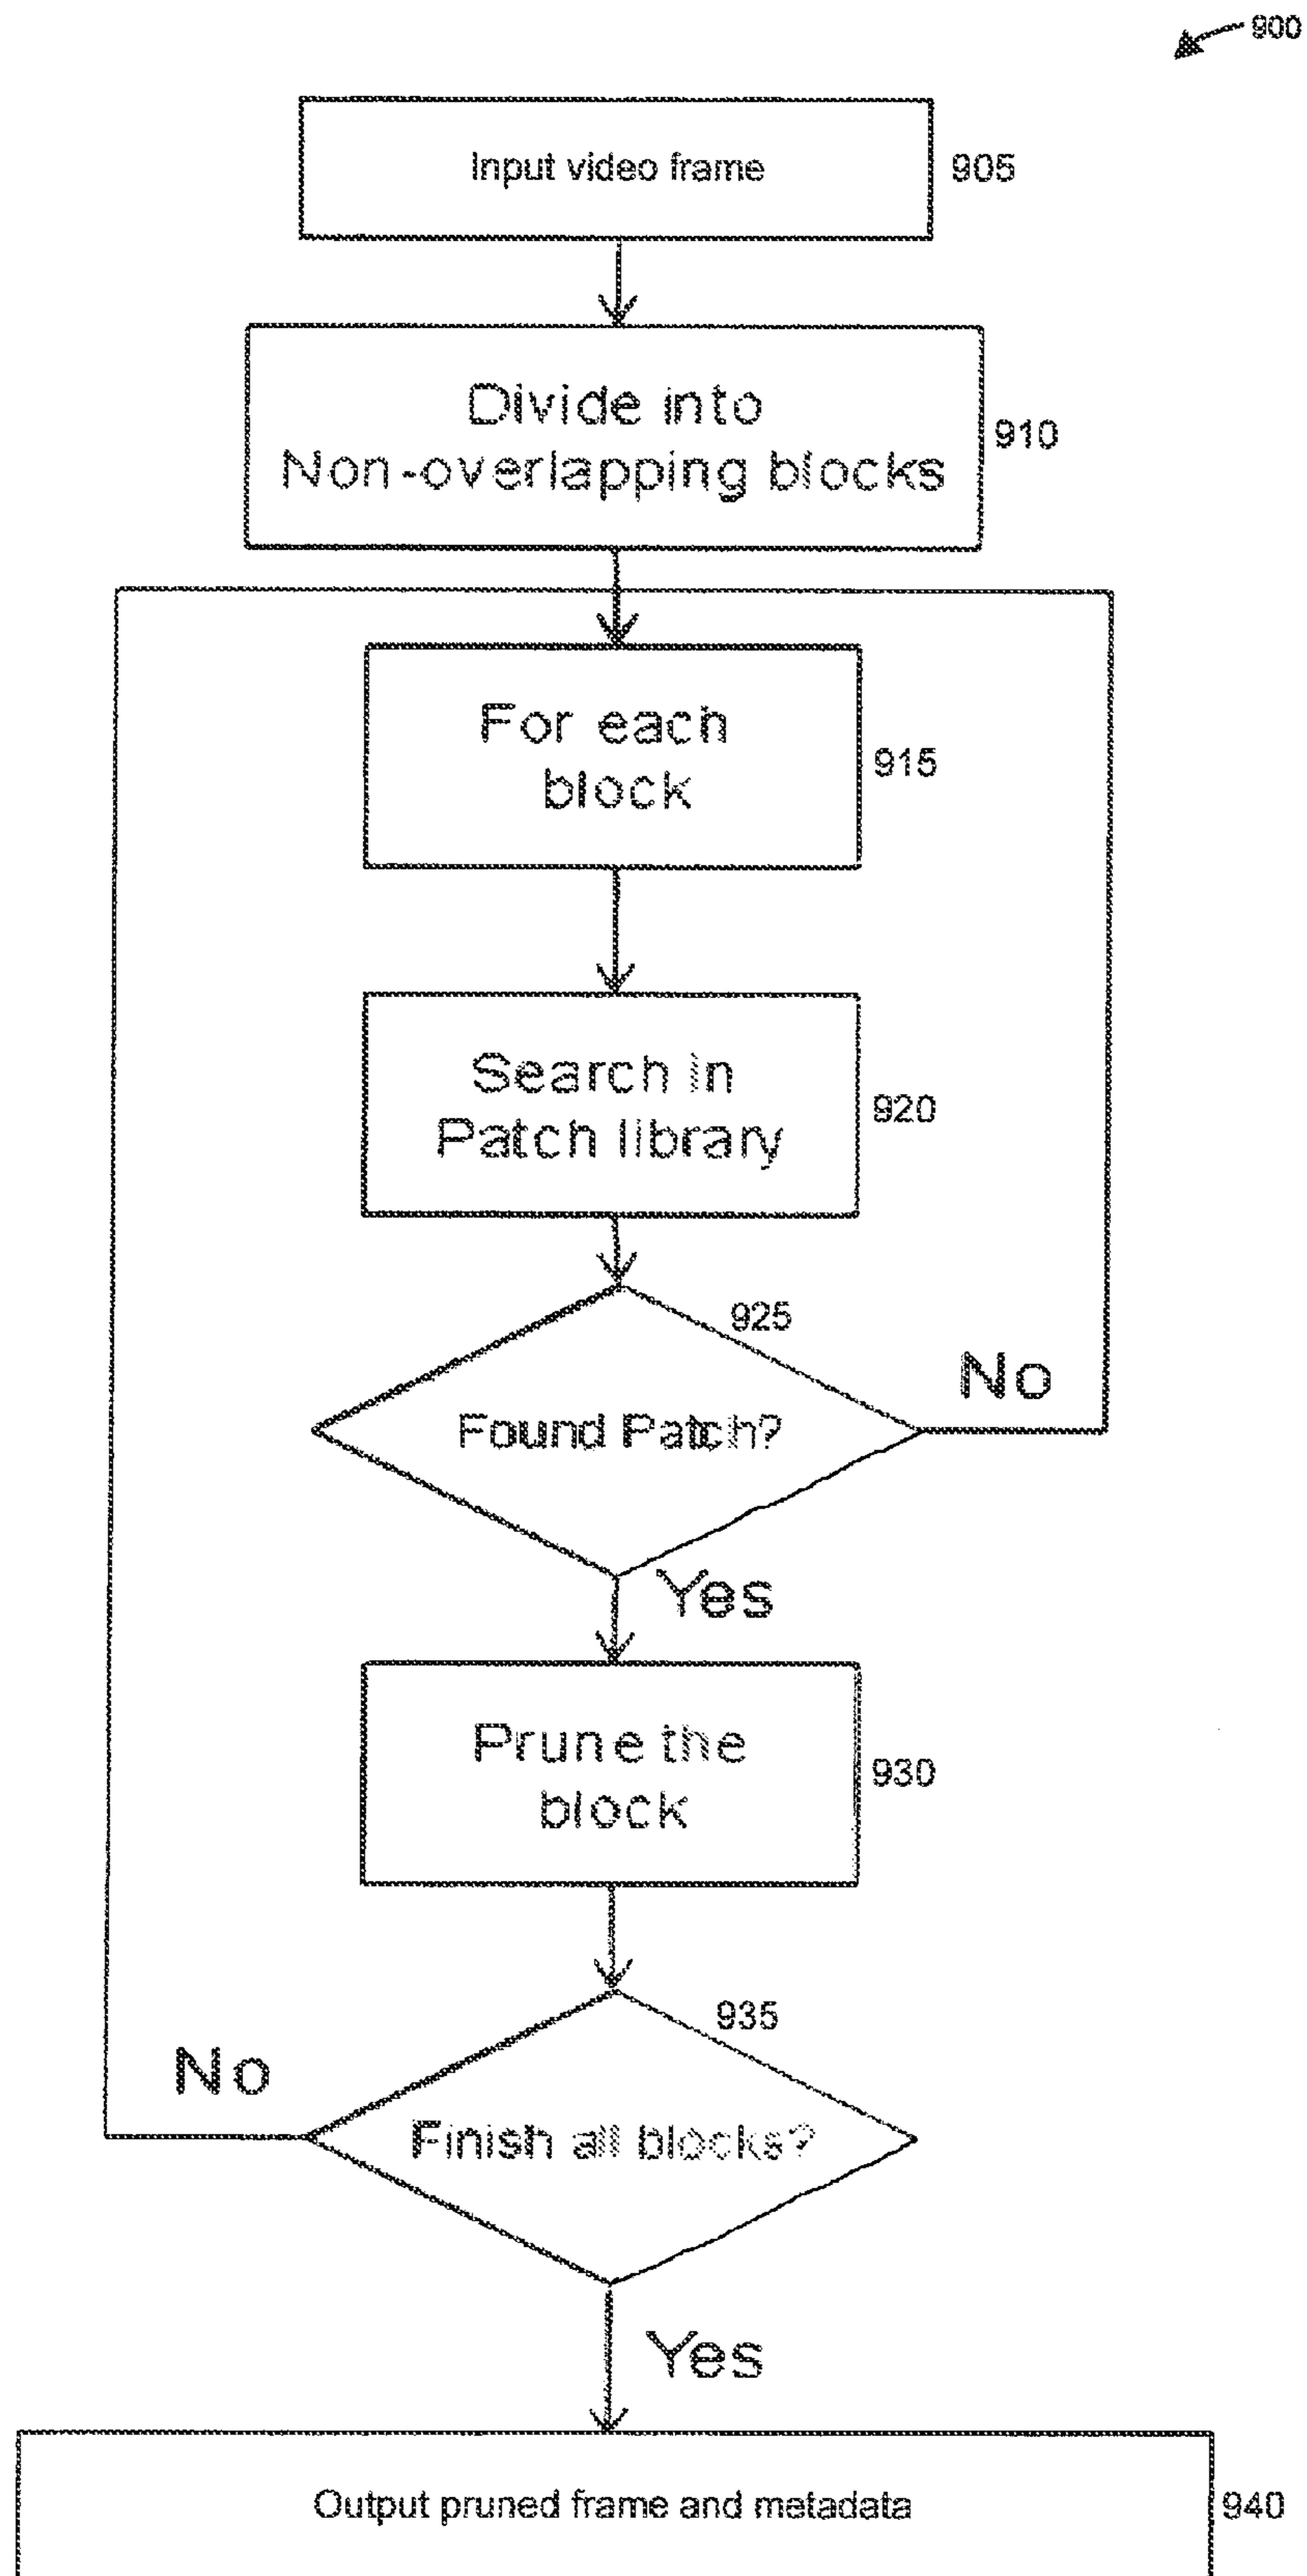 900
Input video frame
905
Divide into
Non-overlapping blocks
910
For each
block
915
Search in
Patch library
920
925
No
Found Patch?
Yes
Prune the
block
930
935
No
Finish all blocks?
Yes
Output pruned frame and metadata
940